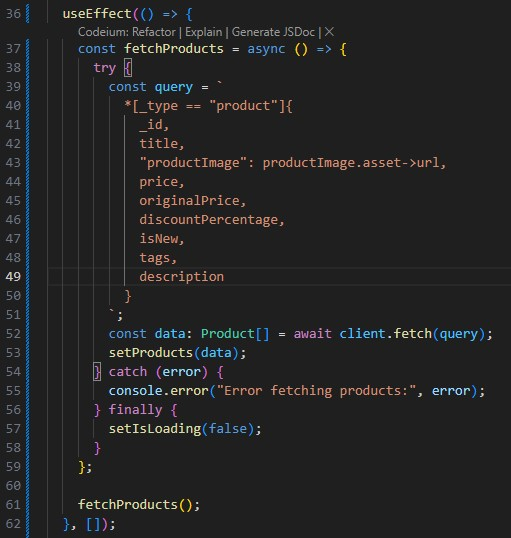 36 useEffect(() => {
Codeium: Refactor | Explain | Generate JSDoc | X
37 const fetchProducts = async () => {
38 try {
39 const query = `
40 *[_type == "product"]{
41 _id,
42 title,
43 "productImage": productImage.asset->url,
44 price,
45 originalPrice,
46 discountPercentage,
47 isNew,
48 tags,
49 description
50 }
51 `;
52 const data: Product[] = await client.fetch(query);
53 setProducts(data);
54 } catch (error) {
55 console.error("Error fetching products:", error);
56 } finally {
57 setIsLoading(false);
58 }
59 };
60
61 fetchProducts();
62 }, []);